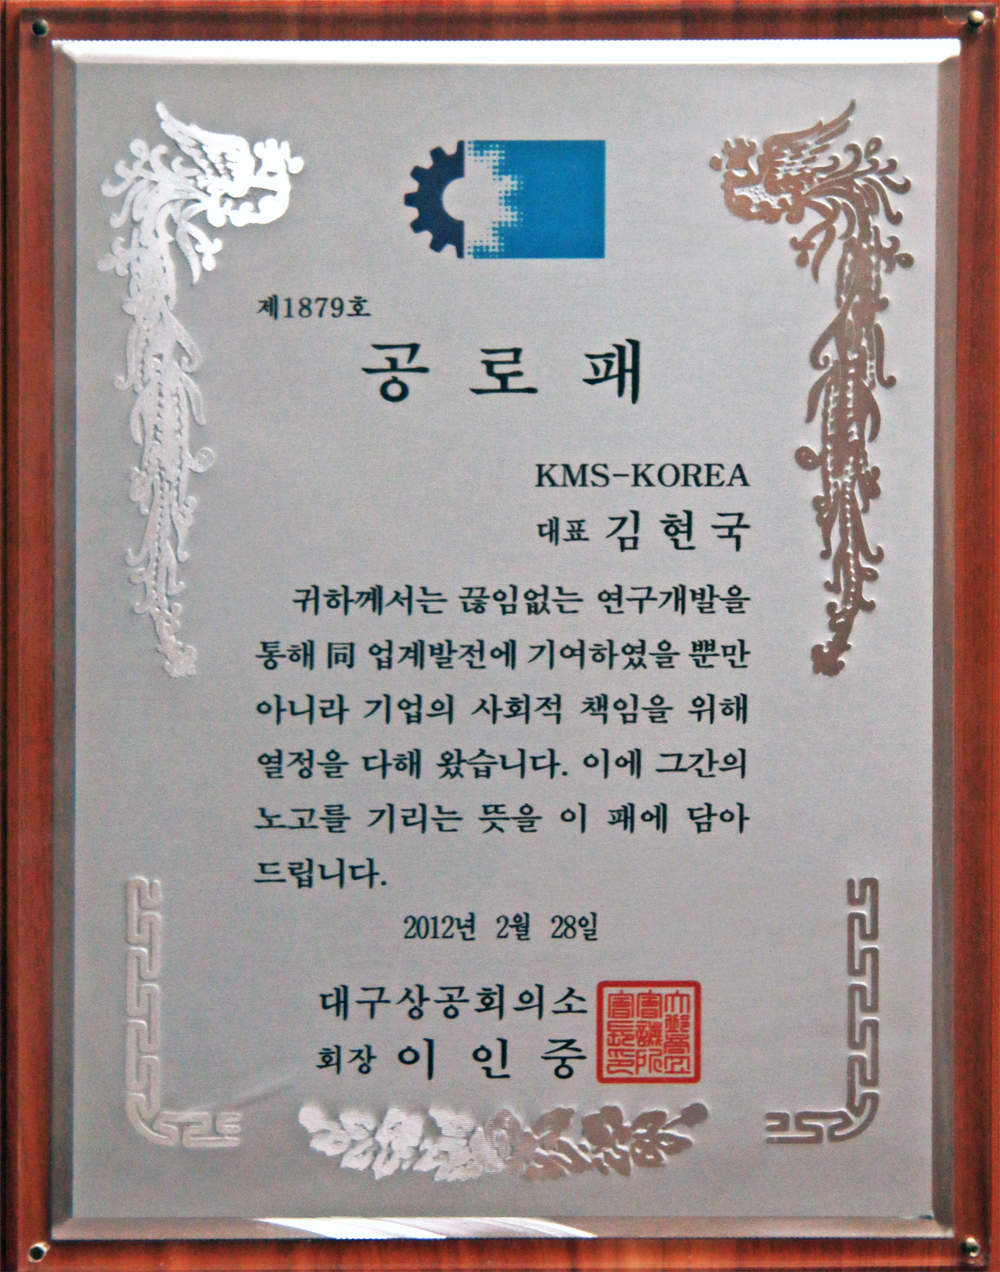 제1879호
공 로 패
KMS-KOREA
대표 김 현 국
귀하께서는 끊임없는 연구개발을
통해 同 업계발전에 기여하였을 뿐만
아니라 기업의 사회적 책임을 위해
열정을 다해 왔습니다. 이에 그간의
노고를 기리는 뜻을 이 패에 담아
드립니다.
2012년 2월 28일
대구상공회의소
회장 이 인 중